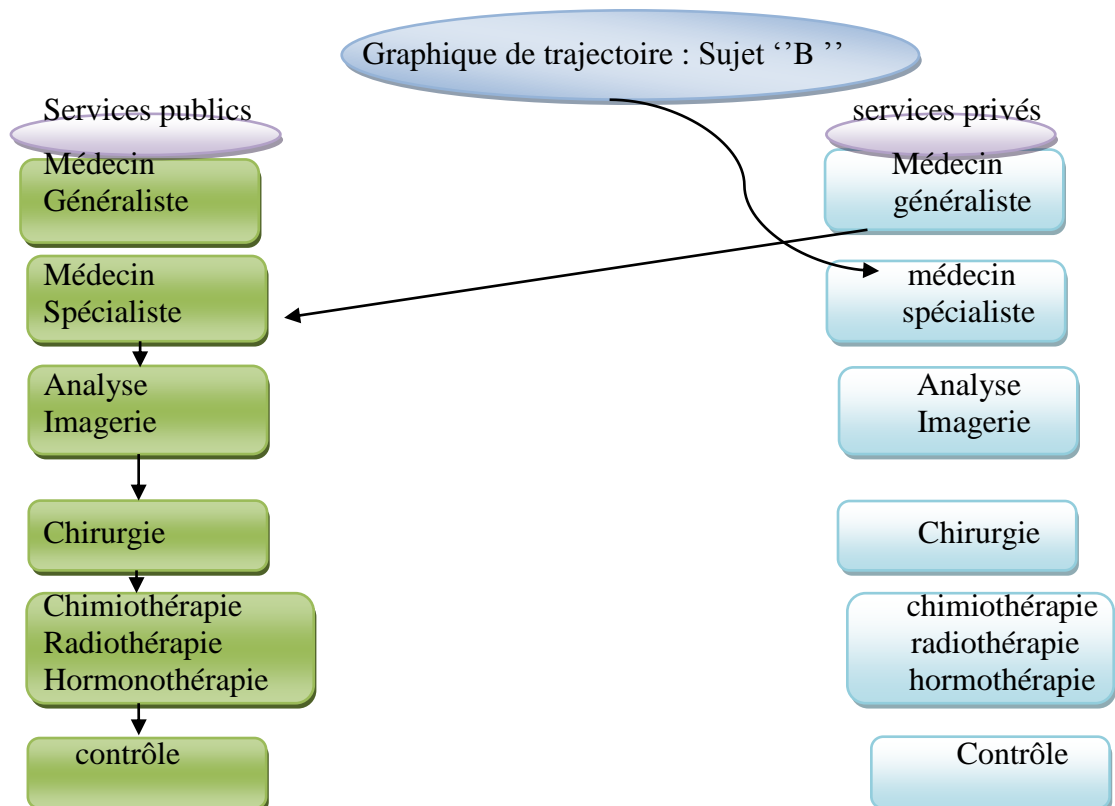 Graphique de trajectoire : Sujet ‘’B ’’
Services publics
services privés
Médecin
Généraliste
Médecin
généraliste
Médecin
Spécialiste
médecin
spécialiste
Analyse
Imagerie
Analyse
Imagerie
Chirurgie
Chirurgie
Chimiothérapie
Radiothérapie
Hormonothérapie
chimiothérapie
radiothérapie
hormothérapie
contrôle
Contrôle